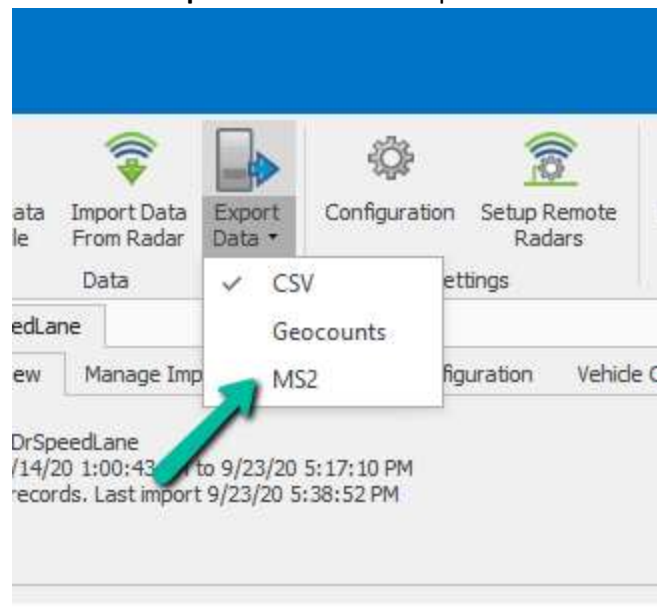 ata
le
Import Data
From Radar
Export
Data
Configuration
Setup Remote
Radars
Data
ettings
CSV
Geocounts
MS2
edLane
ew
Manage Imp
figuration
Vehicle C
DrSpeedLane
/14/20 1:00:43 to 9/23/20 5:17:10 PM
records. Last import 9/23/20 5:38:52 PM